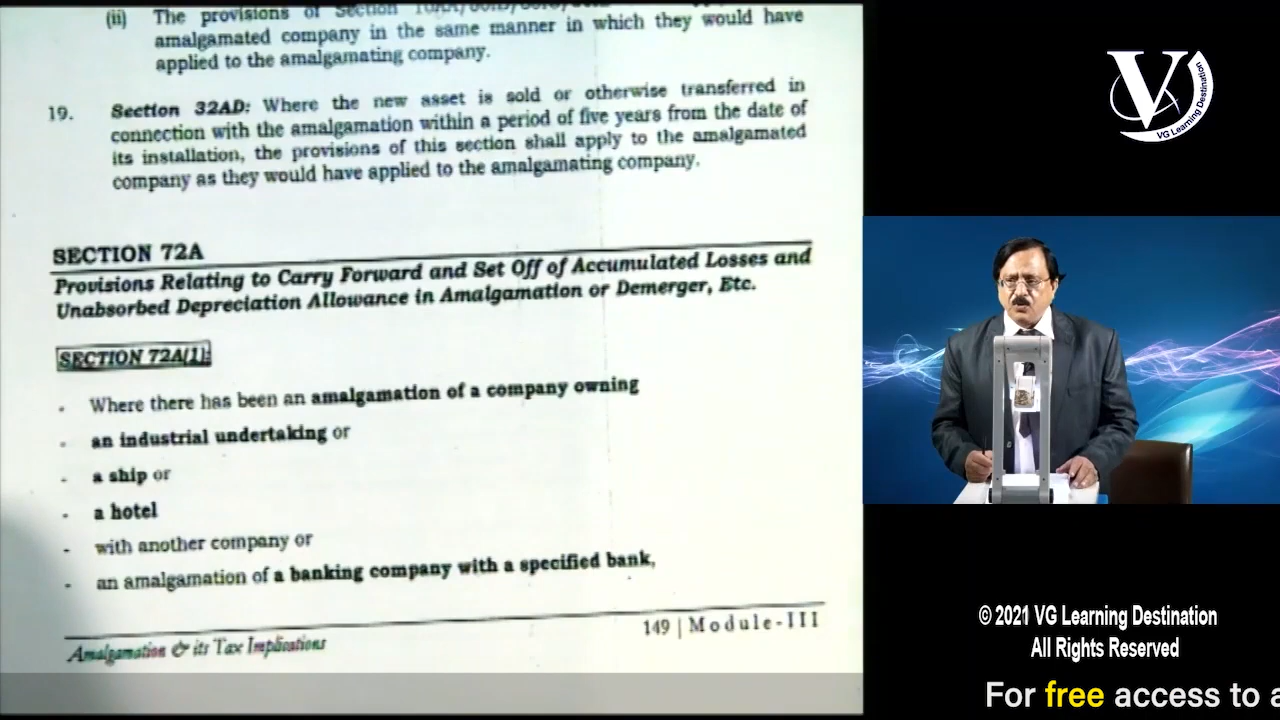 (ii) The provisions of Section
amalgamated company in the same manner in which they would have
applied to the amalgamating company.
19. Section 32AD: Where the new asset is sold or otherwise transferred in
connection with the amalgamation within a period of five years from the date of
its installation, the provisions of this section shall apply to the amalgamated
company as they would have applied to the amalgamating company.
SECTION 72A
Provisions Relating to Carry Forward and Set Off of Accumulated Losses and
Unabsorbed Depreciation Allowance in Amalgamation or Demerger, Etc.
SECTION 72A(1):
- Where there has been an amalgamation of a company owning
- an industrial undertaking or
- a ship or
- a hotel
- with another company or
- an amalgamation of a banking company with a specified bank,
149 | Module-III
Amalgamation & its Tax Implications
V
VG Learning Destination
© 2021 VG Learning Destination
All Rights Reserved
For free access to a